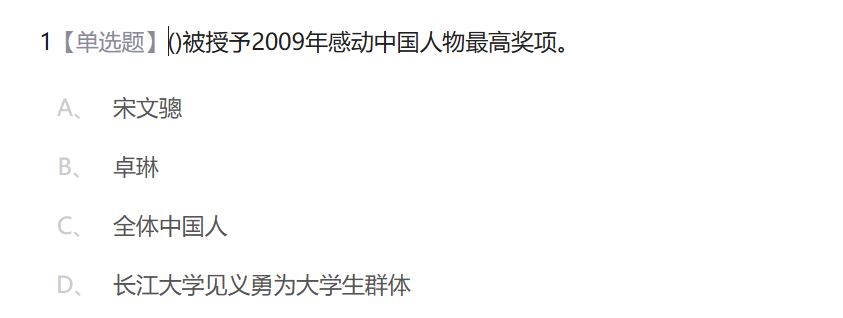 1【单选题】()被授予2009年感动中国人物最高奖项。
A、 宋文骢
B、 卓琳
C、 全体中国人
D、 长江大学见义勇为大学生群体